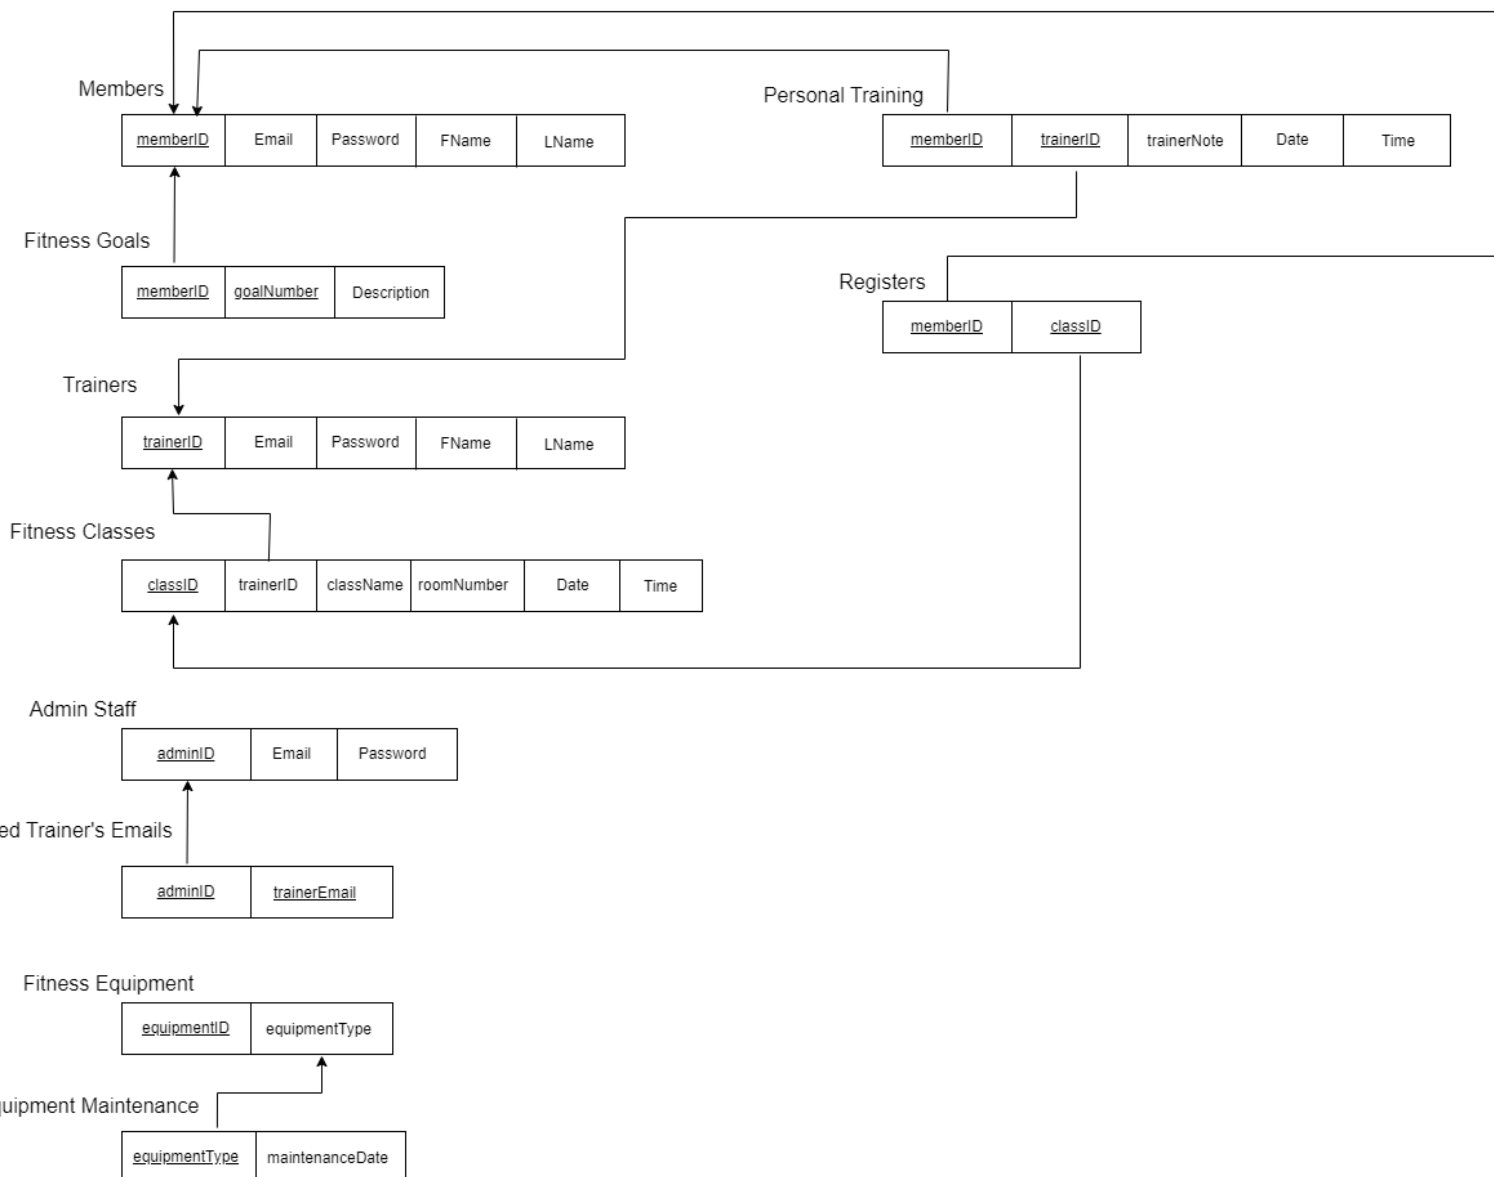 Members
memberID Email Password FName LName
Personal Training
memberID trainerID trainerNote Date Time
Fitness Goals
memberID goalNumber Description
Registers
memberID classID
Trainers
trainerID Email Password FName LName
Fitness Classes
classID trainerID className roomNumber Date Time
Admin Staff
adminID Email Password
Trainer's Emails
adminID trainerEmail
Fitness Equipment
equipmentID equipmentType
Maintenance
equipmentType maintenanceDate